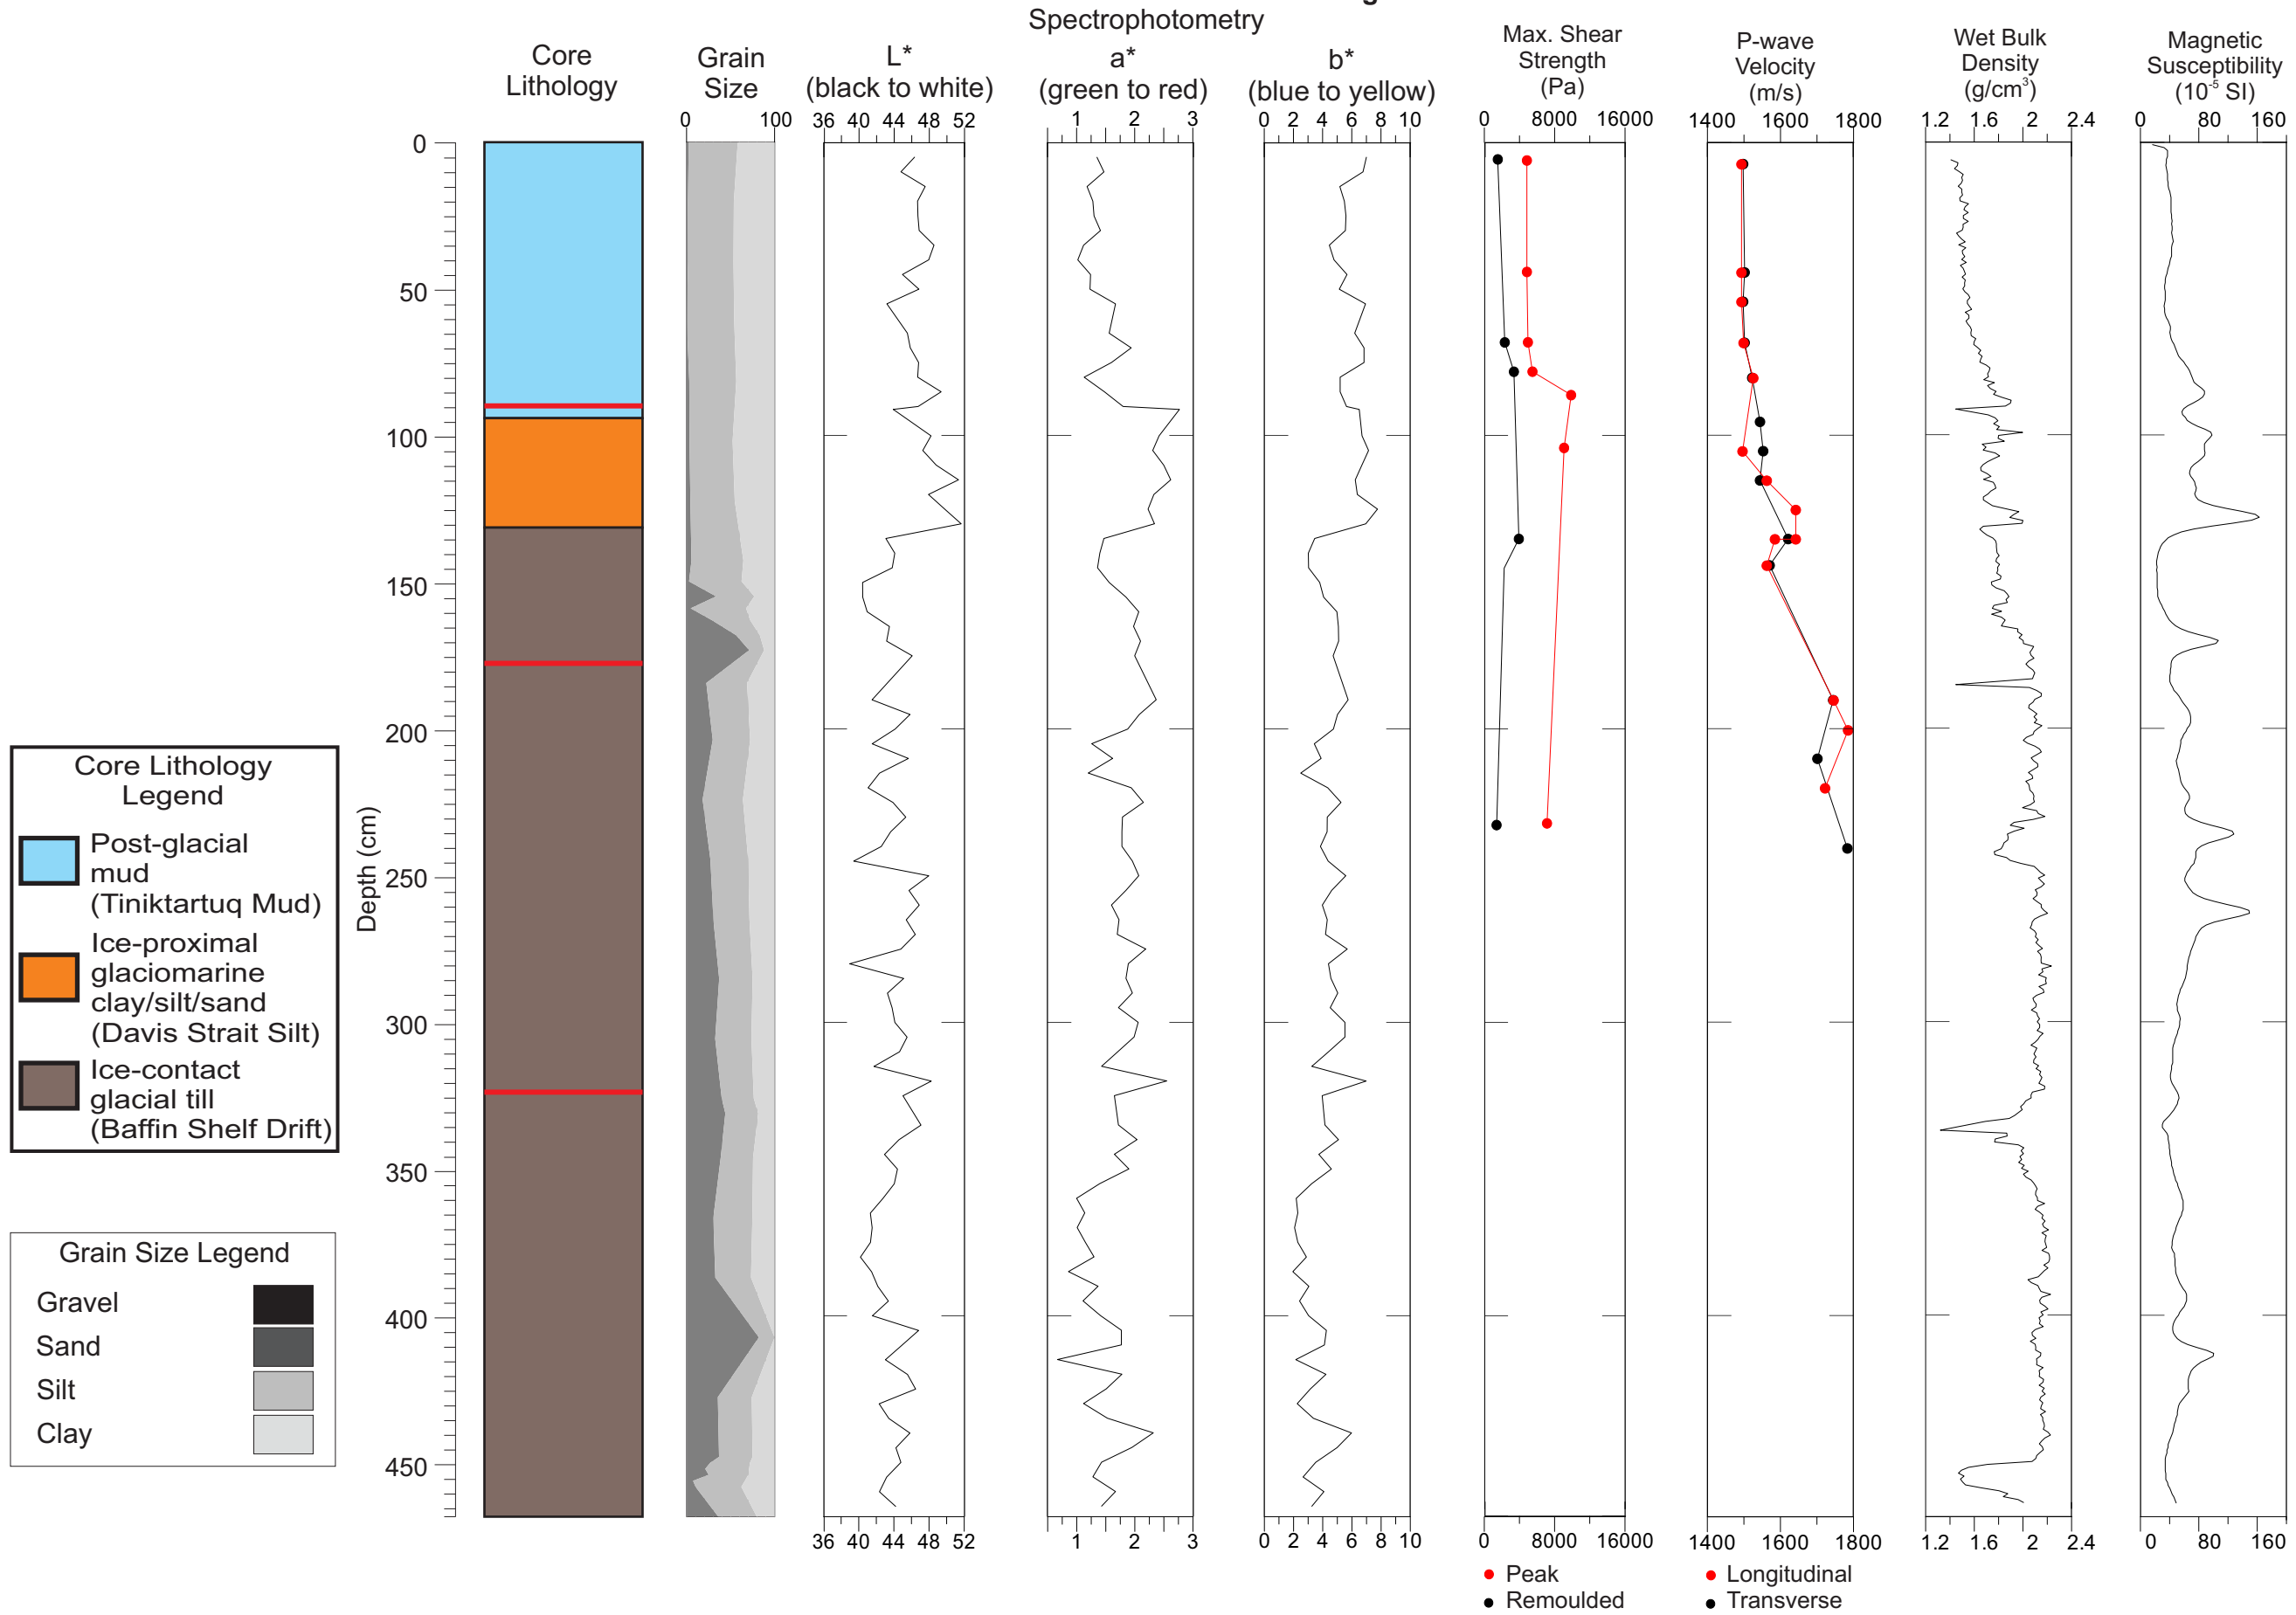 Spectrophotometry
Core
Lithology
Grain
Size
L*
(black to white)
a*
(green to red)
b*
(blue to yellow)
Max. Shear
Strength
(Pa)
P-wave
Velocity
(m/s)
Wet Bulk
Density
(g/cm³)
Magnetic
Susceptibility
(10⁻⁵ SI)
0 100
36 40 44 48 52
1 2 3
0 2 4 6 8 10
0 8000 16000
1400 1600 1800
1.2 1.6 2 2.4
0 80 160
0
50
100
150
200
250
300
350
400
450
Depth (cm)
Core Lithology
Legend
Post-glacial
mud
(Tiniktartuq Mud)
Ice-proximal
glaciomarine
clay/silt/sand
(Davis Strait Silt)
Ice-contact
glacial till
(Baffin Shelf Drift)
Grain Size Legend
Gravel
Sand
Silt
Clay
36 40 44 48 52
1 2 3
0 2 4 6 8 10
0 8000 16000
1400 1600 1800
1.2 1.6 2 2.4
0 80 160
Peak
Remoulded
Longitudinal
Transverse